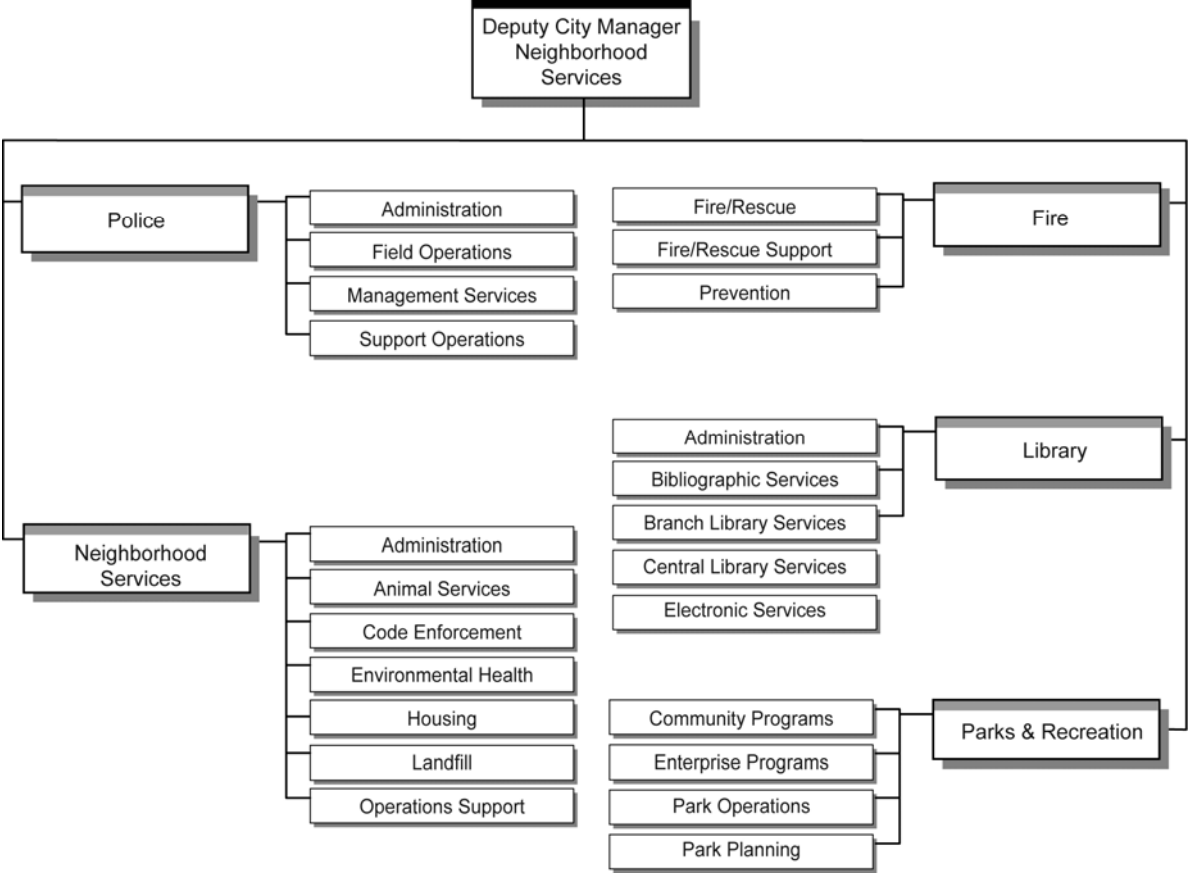 Deputy City Manager
Neighborhood
Services
Police
Administration
Field Operations
Management Services
Support Operations
Fire/Rescue
Fire/Rescue Support
Prevention
Fire
Administration
Bibliographic Services
Branch Library Services
Central Library Services
Electronic Services
Library
Neighborhood
Services
Administration
Animal Services
Code Enforcement
Environmental Health
Housing
Landfill
Operations Support
Community Programs
Enterprise Programs
Park Operations
Park Planning
Parks & Recreation